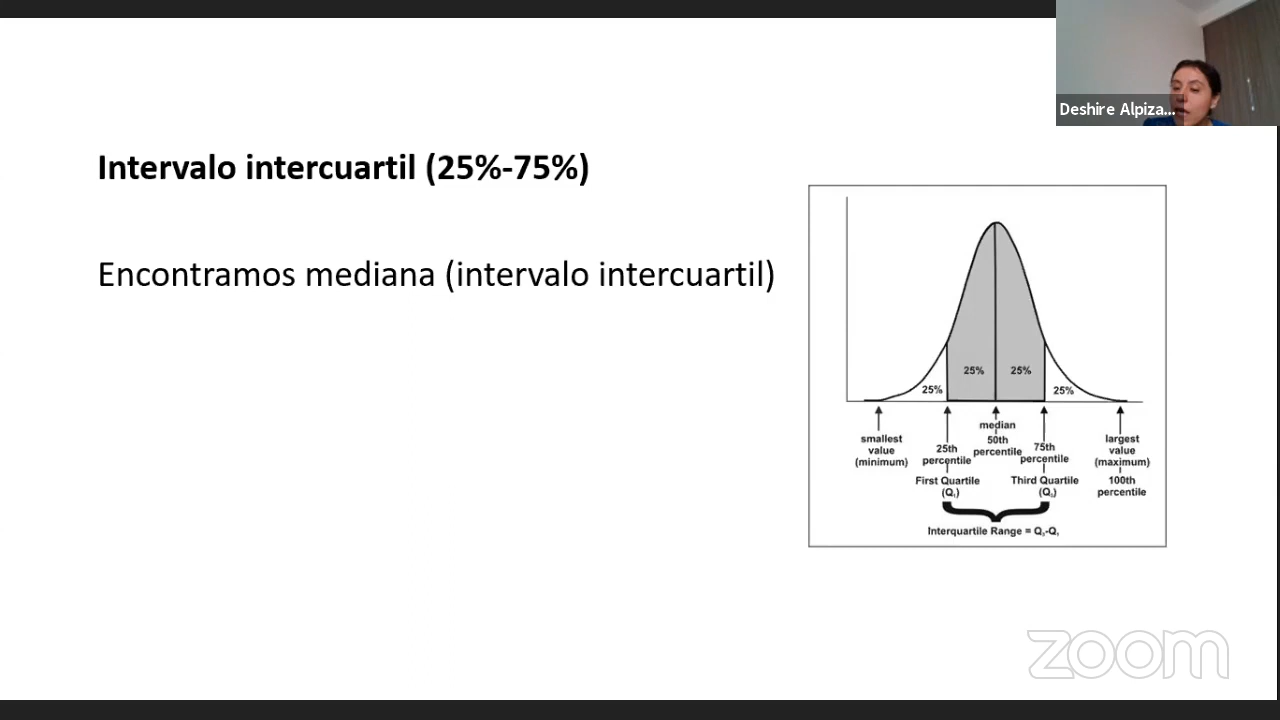 Deshire Alpiza...
Intervalo intercuartil (25%-75%)
Encontramos mediana (intervalo intercuartil)
25%
25%
25%
25%
smallest
value
(minimum)
25th
percentile
First Quartile
(Q₁)
median
50th
percentile
75th
percentile
Third Quartile
(Q₃)
largest
value
(maximum)
100th
percentile
Interquartile Range = Q₃-Q₁
zoom